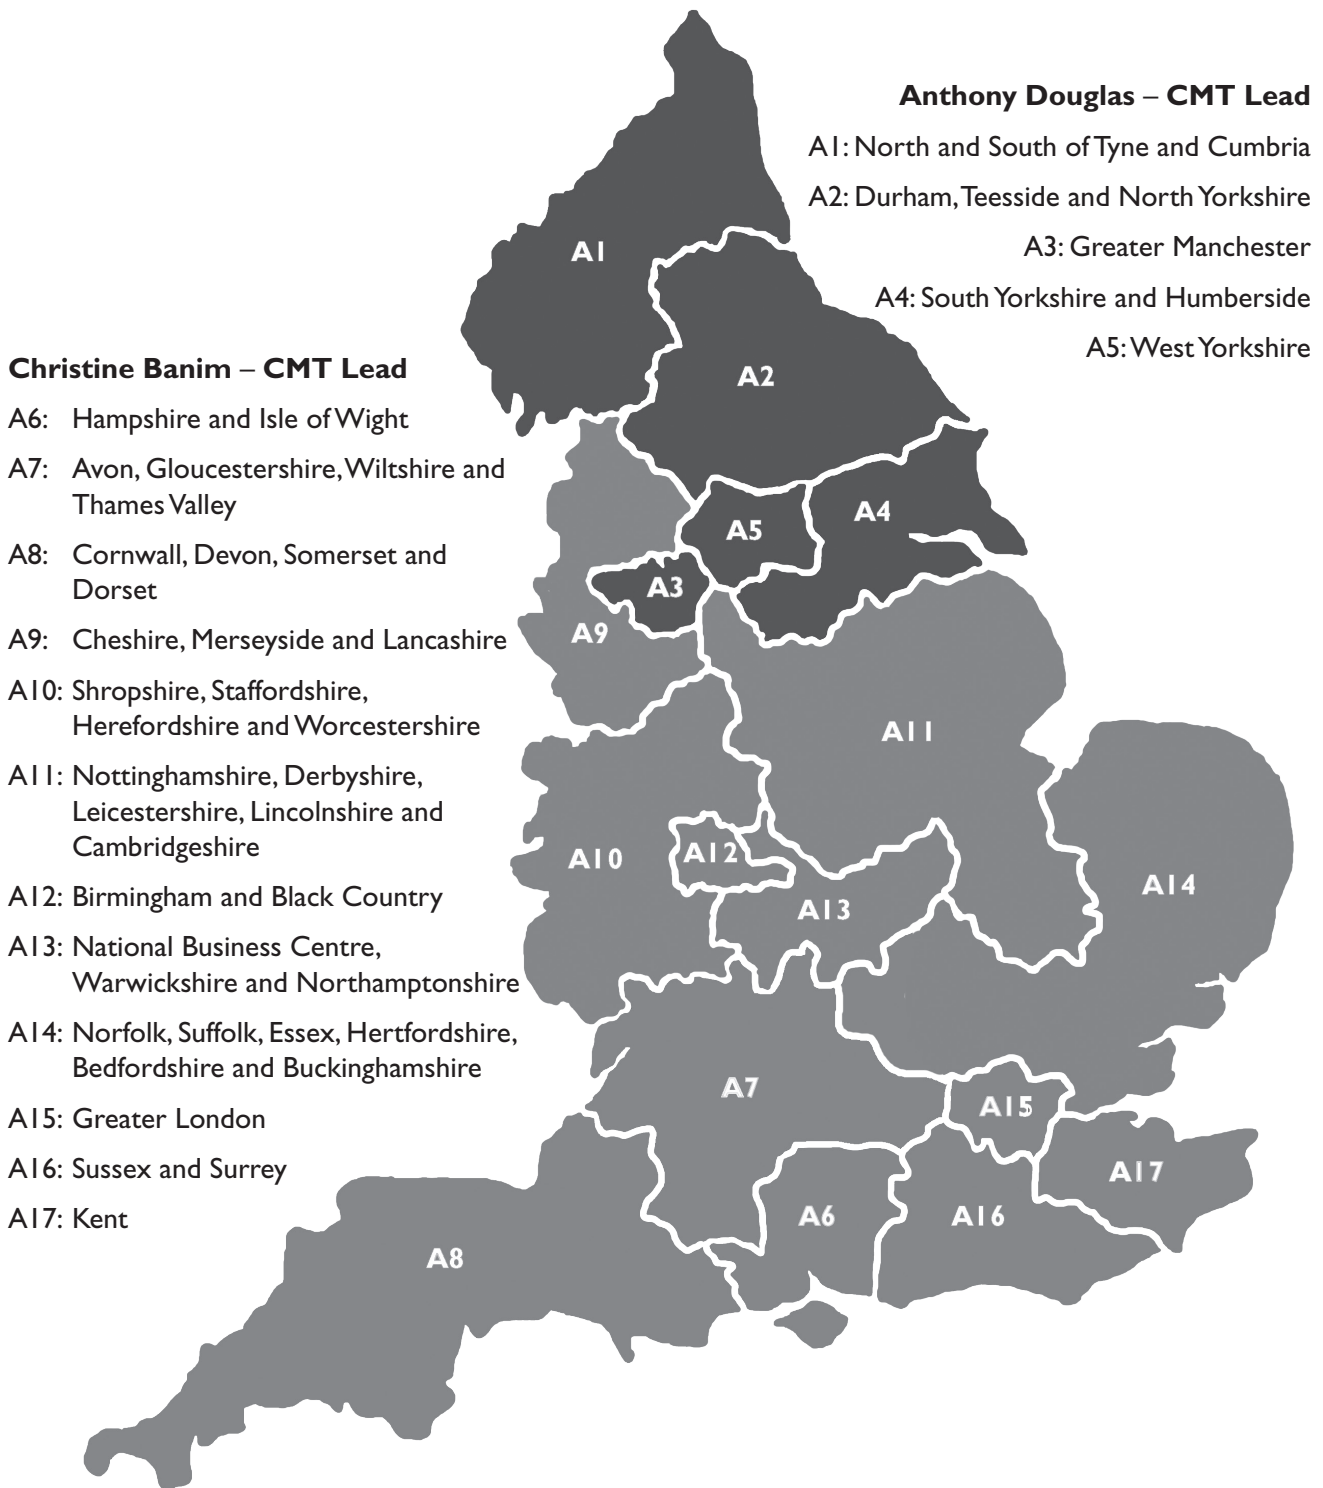 Anthony Douglas – CMT Lead
A1: North and South of Tyne and Cumbria
A2: Durham, Teesside and North Yorkshire
A3: Greater Manchester
A4: South Yorkshire and Humberside
A5: West Yorkshire
Christine Banim – CMT Lead
A6: Hampshire and Isle of Wight
A7: Avon, Gloucestershire, Wiltshire and
Thames Valley
A8: Cornwall, Devon, Somerset and
Dorset
A9: Cheshire, Merseyside and Lancashire
A10: Shropshire, Staffordshire,
Herefordshire and Worcestershire
A11: Nottinghamshire, Derbyshire,
Leicestershire, Lincolnshire and
Cambridgeshire
A12: Birmingham and Black Country
A13: National Business Centre,
Warwickshire and Northamptonshire
A14: Norfolk, Suffolk, Essex, Hertfordshire,
Bedfordshire and Buckinghamshire
A15: Greater London
A16: Sussex and Surrey
A17: Kent
A1
A2
A5
A4
A3
A9
A11
A10
A12
A13
A14
A7
A15
A17
A6
A16
A8